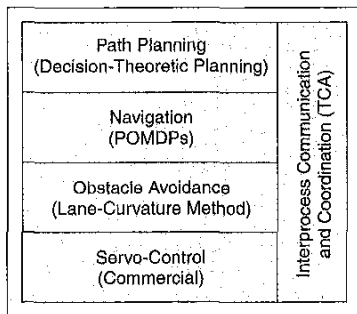 Path Planning
(Decision-Theoretic Planning)
Navigation
(POMDPs)
Obstacle Avoidance
(Lane-Curvature Method)
Servo-Control
(Commercial)
Interprocess Communication
and Coordination (TCA)